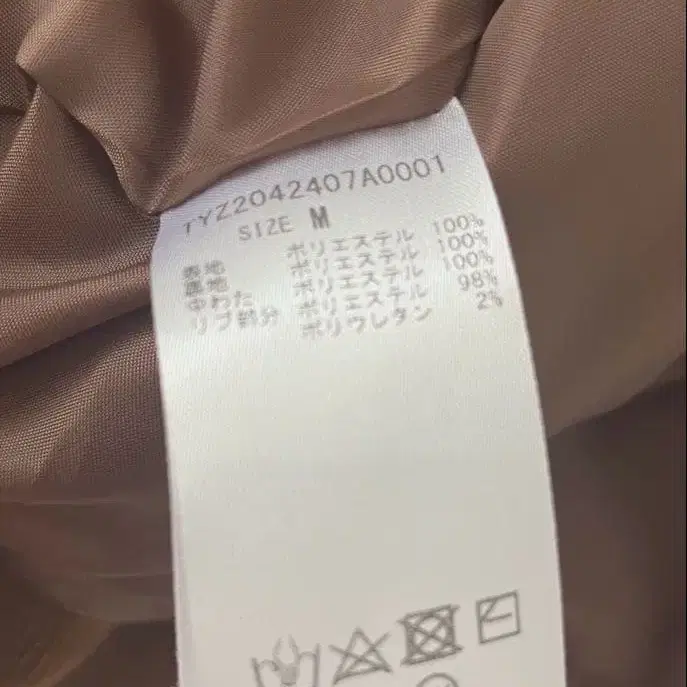 TYZ2042407A0001
SIZE M
表地 ポリエステル 100%
裏地 ポリエステル 100%
中わた ポリエステル 100%
リブ部分 ポリエステル 98%
ポリウレタン 2%